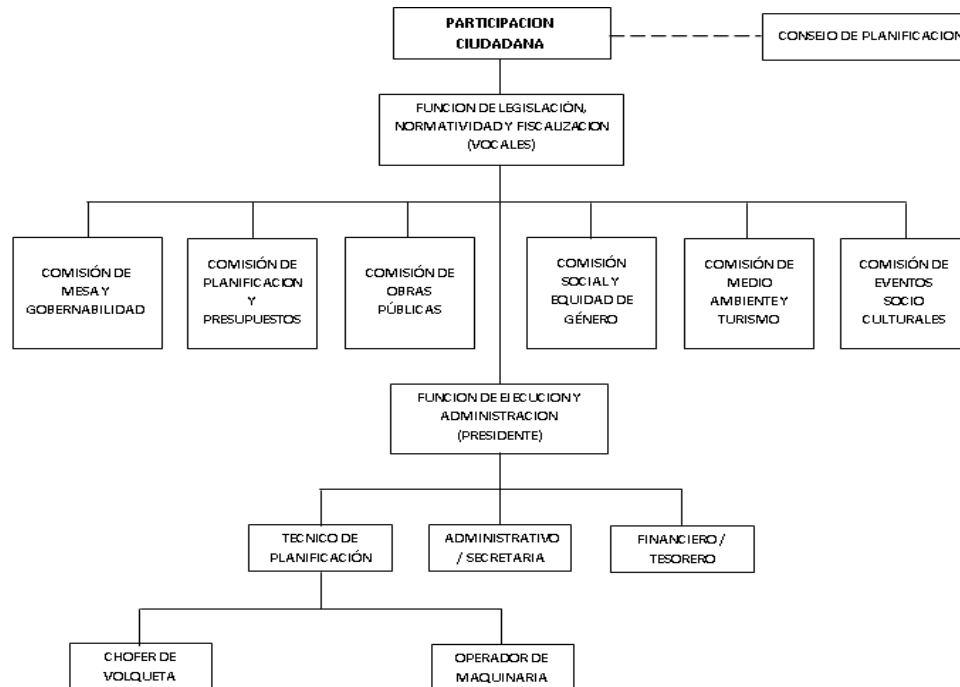 PARTICIPACION
CIUDADANA
CONSEJO DE PLANIFICACION
FUNCION DE LEGISLACIÓN,
NORMATIVIDAD Y FISCALIZACION
(VOCALES)
COMISIÓN DE
MESA Y
GOBERNABILIDAD
COMISIÓN DE
PLANIFICACION
Y
PRESUPUESTOS
COMISIÓN DE
OBRAS
PÚBLICAS
COMISIÓN
SOCIAL Y
EQUIDAD DE
GÉNERO
COMISIÓN DE
MEDIO
AMBIENTE Y
TURISMO
COMISIÓN DE
EVENTOS
SOCIO
CULTURALES
FUNCION DE EJECUCION Y
ADMINISTRACION
(PRESIDENTE)
TECNICO DE
PLANIFICACIÓN
ADMINISTRATIVO
/ SECRETARIA
FINANCIERO /
TESORERO
CHOFER DE
VOLQUETA
OPERADOR DE
MAQUINARIA